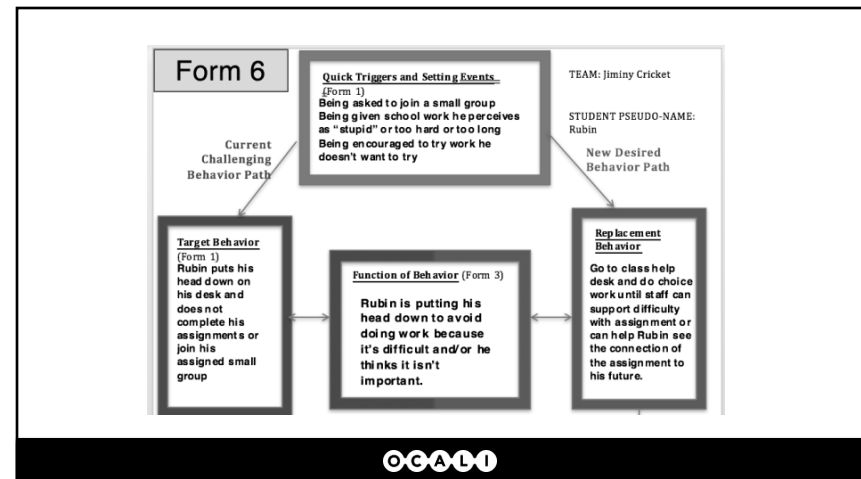 Form 6
Quick Triggers and Setting Events
(Form 1)
Being asked to join a small group
Being given school work he perceives
as “stupid” or too hard or too long
Being encouraged to try work he
doesn’t want to try
TEAM: Jiminy Cricket
STUDENT PSEUDO-NAME:
Rubin
Current
Challenging
Behavior Path
New Desired
Behavior Path
Target Behavior
(Form 1)
Rubin puts his
head down on
his desk and
does not
complete his
assignments or
join his
assigned small
group
Function of Behavior (Form 3)
Rubin is putting his
head down to avoid
doing work because
it’s difficult and/or he
thinks it isn’t
important.
Replacement
Behavior
Go to class help
desk and do choice
work until staff can
support difficulty
with assignment or
can help Rubin see
the connection of
the assignment to
his future.
OCALI